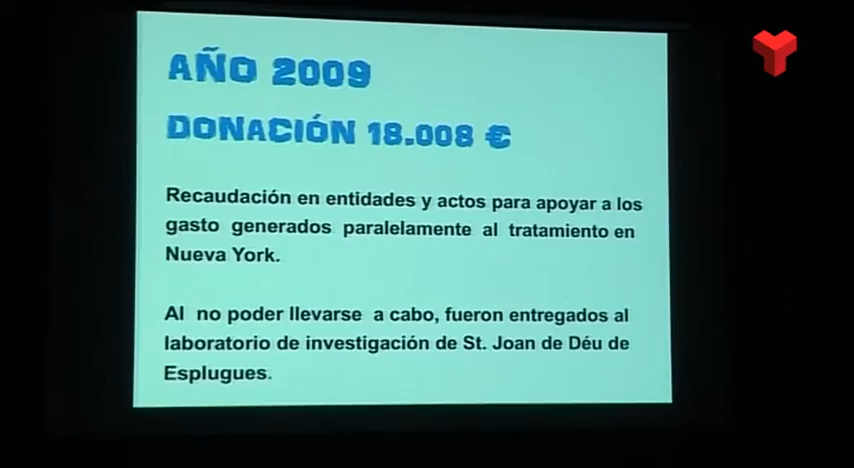 AÑO 2009
DONACIÓN 18.008 €
Recaudación en entidades y actos para apoyar a los
gasto generados paralelamente al tratamiento en
Nueva York.
Al no poder llevarse a cabo, fueron entregados al
laboratorio de investigación de St. Joan de Déu de
Esplugues.